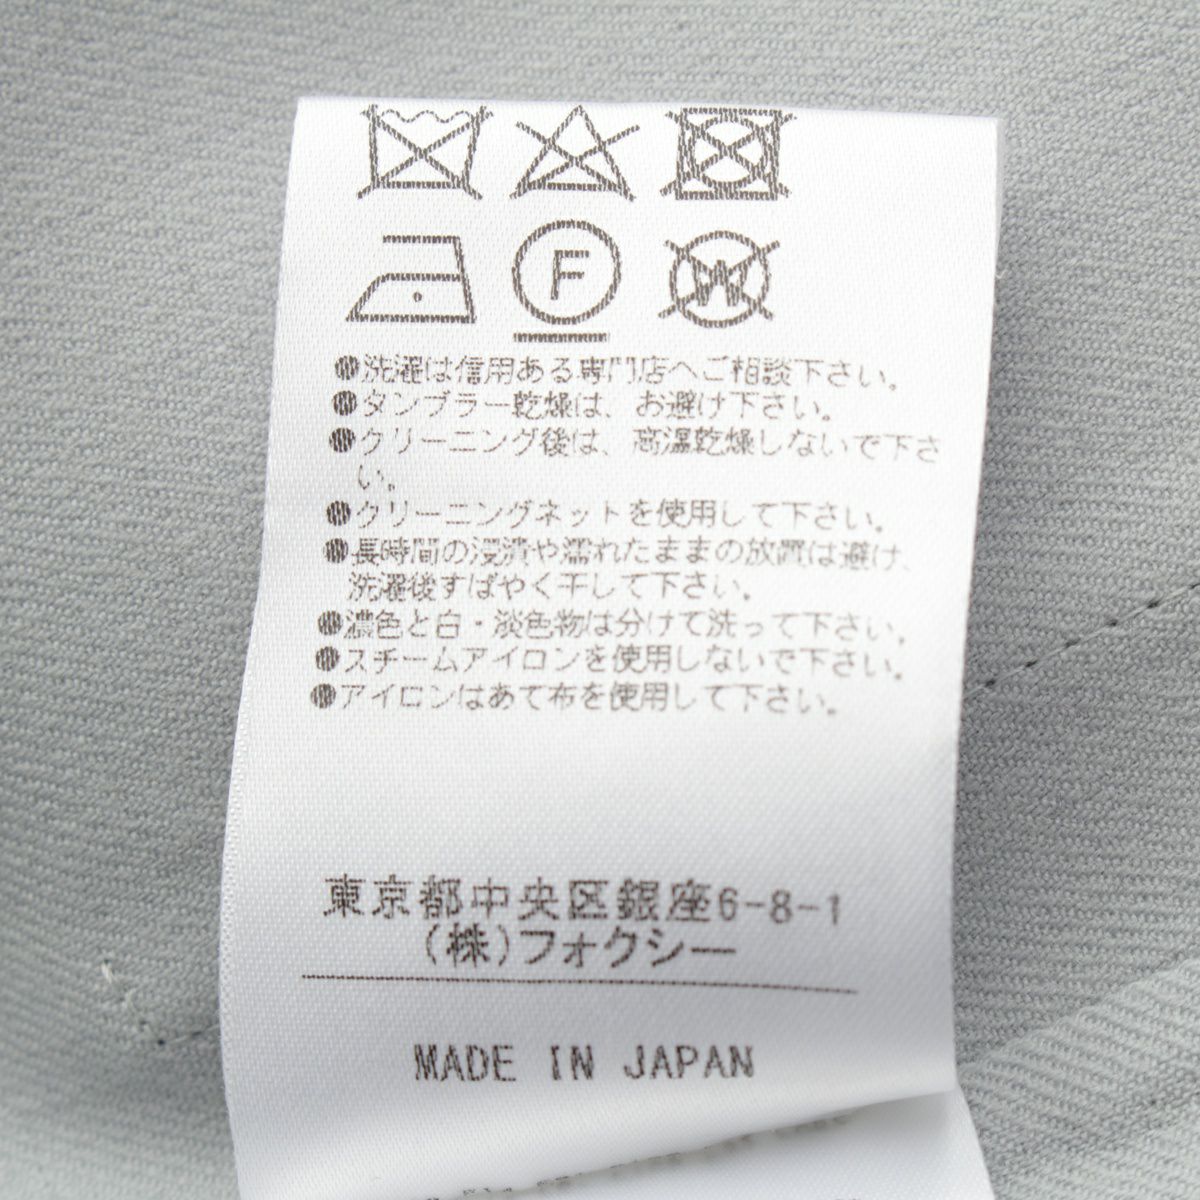 F
W
●洗濯は信用ある専門店へご相談下さい。
●タンブラー乾燥は、お避け下さい。
●クリーニング後は、高温乾燥しないで下さ
い。
●クリーニングネットを使用して下さい。
●長時間の浸漬や濡れたままの放置は避け、
洗濯後すばやく干して下さい。
●濃色と白・淡色物は分けて洗って下さい。
●スチームアイロンを使用しないで下さい。
●アイロンはあて布を使用して下さい。
東京都中央区銀座6-8-1
(株)フォクシー
MADE IN JAPAN